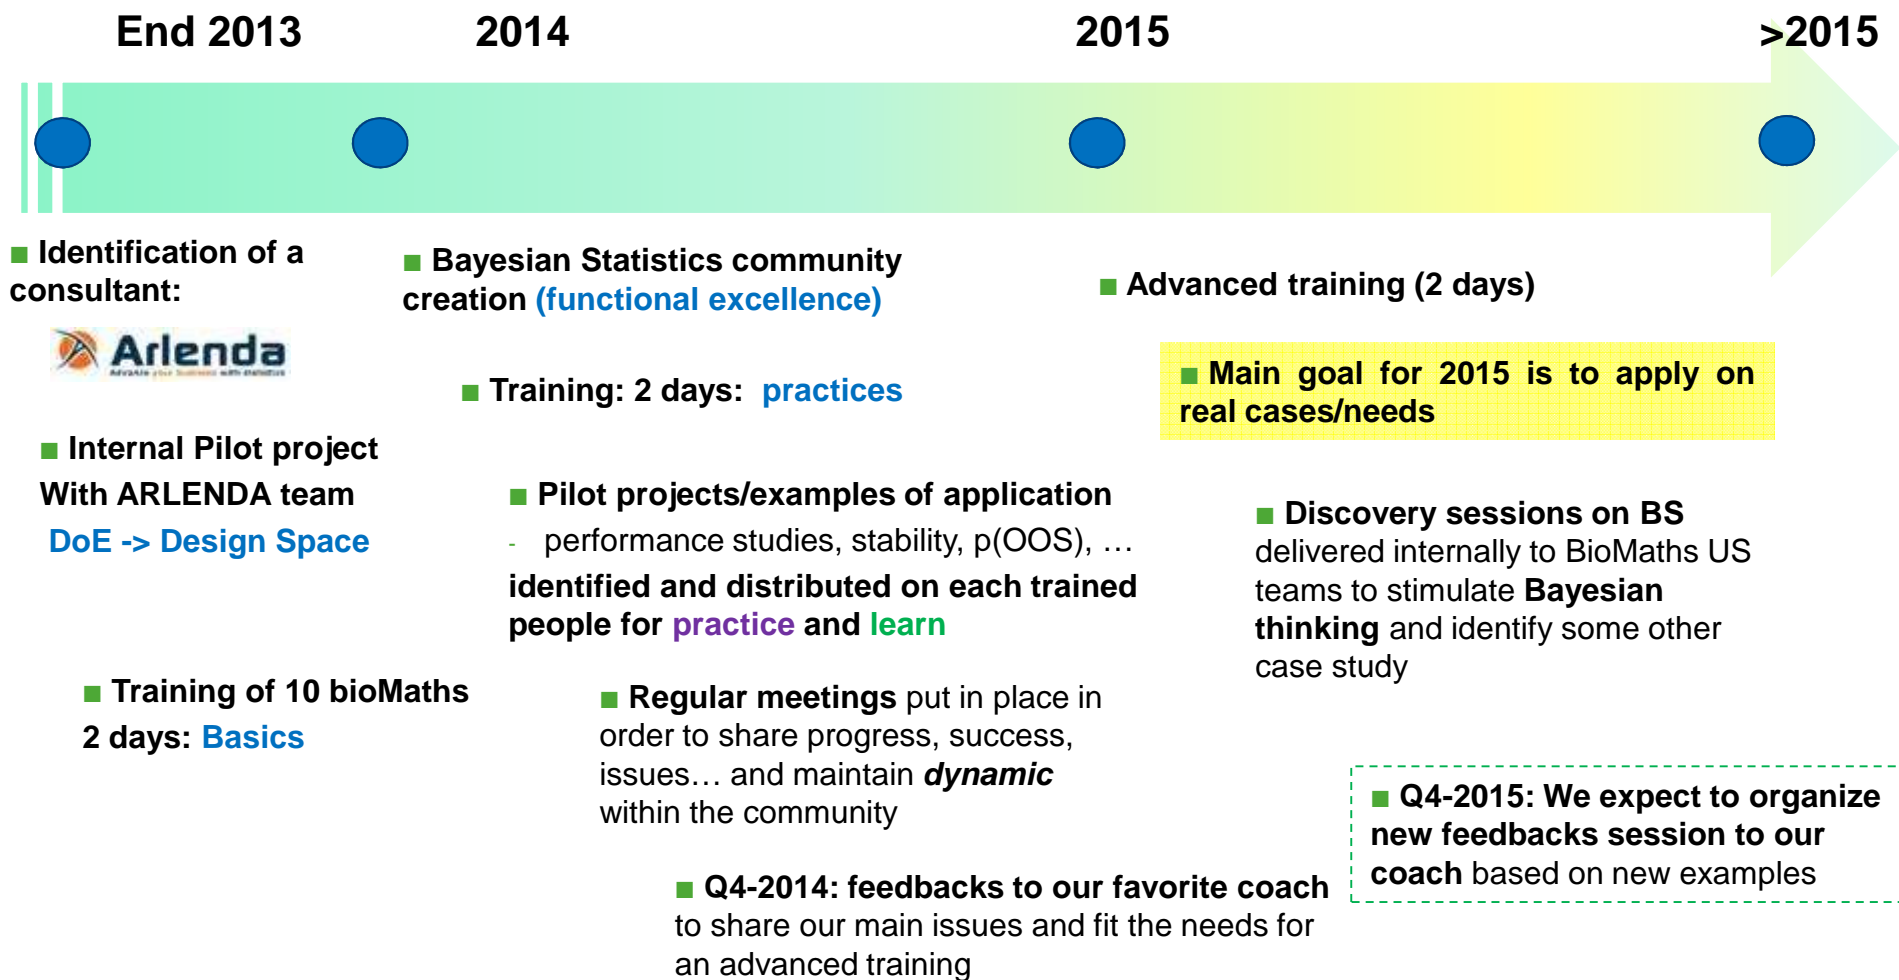 End 2013
2014
2015
>2015
■ Identification of a
consultant:
Arlenda
Advance your business with statistics
■ Internal Pilot project
With ARLENDA team
DoE -> Design Space
■ Training of 10 bioMaths
2 days: Basics
■ Bayesian Statistics community
creation (functional excellence)
■ Training: 2 days: practices
■ Pilot projects/examples of application
- performance studies, stability, p(OOS), …
identified and distributed on each trained
people for practice and learn
■ Regular meetings put in place in
order to share progress, success,
issues… and maintain dynamic
within the community
■ Q4-2014: feedbacks to our favorite coach
to share our main issues and fit the needs for
an advanced training
■ Advanced training (2 days)
■ Main goal for 2015 is to apply on
real cases/needs
■ Discovery sessions on BS
delivered internally to BioMaths US
teams to stimulate Bayesian
thinking and identify some other
case study
■ Q4-2015: We expect to organize
new feedbacks session to our
coach based on new examples